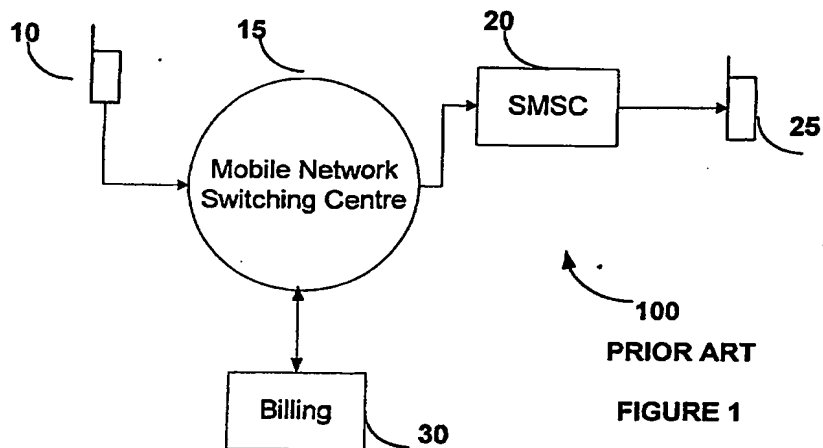 10
15
20
SMSC
25
Mobile Network
Switching Centre
100
PRIOR ART
Billing
30
FIGURE 1